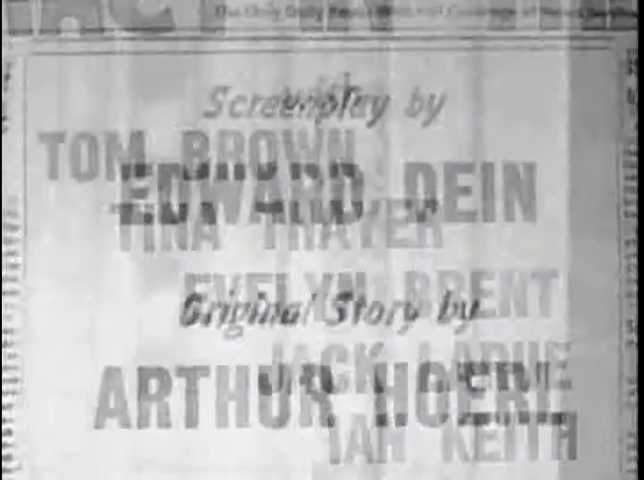 Screenplay by
TOM BROWN
EDWARD DEIN
TINA THAYER
EVELYN BRENT
Original Story by
JACK LARUE
ARTHUR HOERL
IAN KEITH